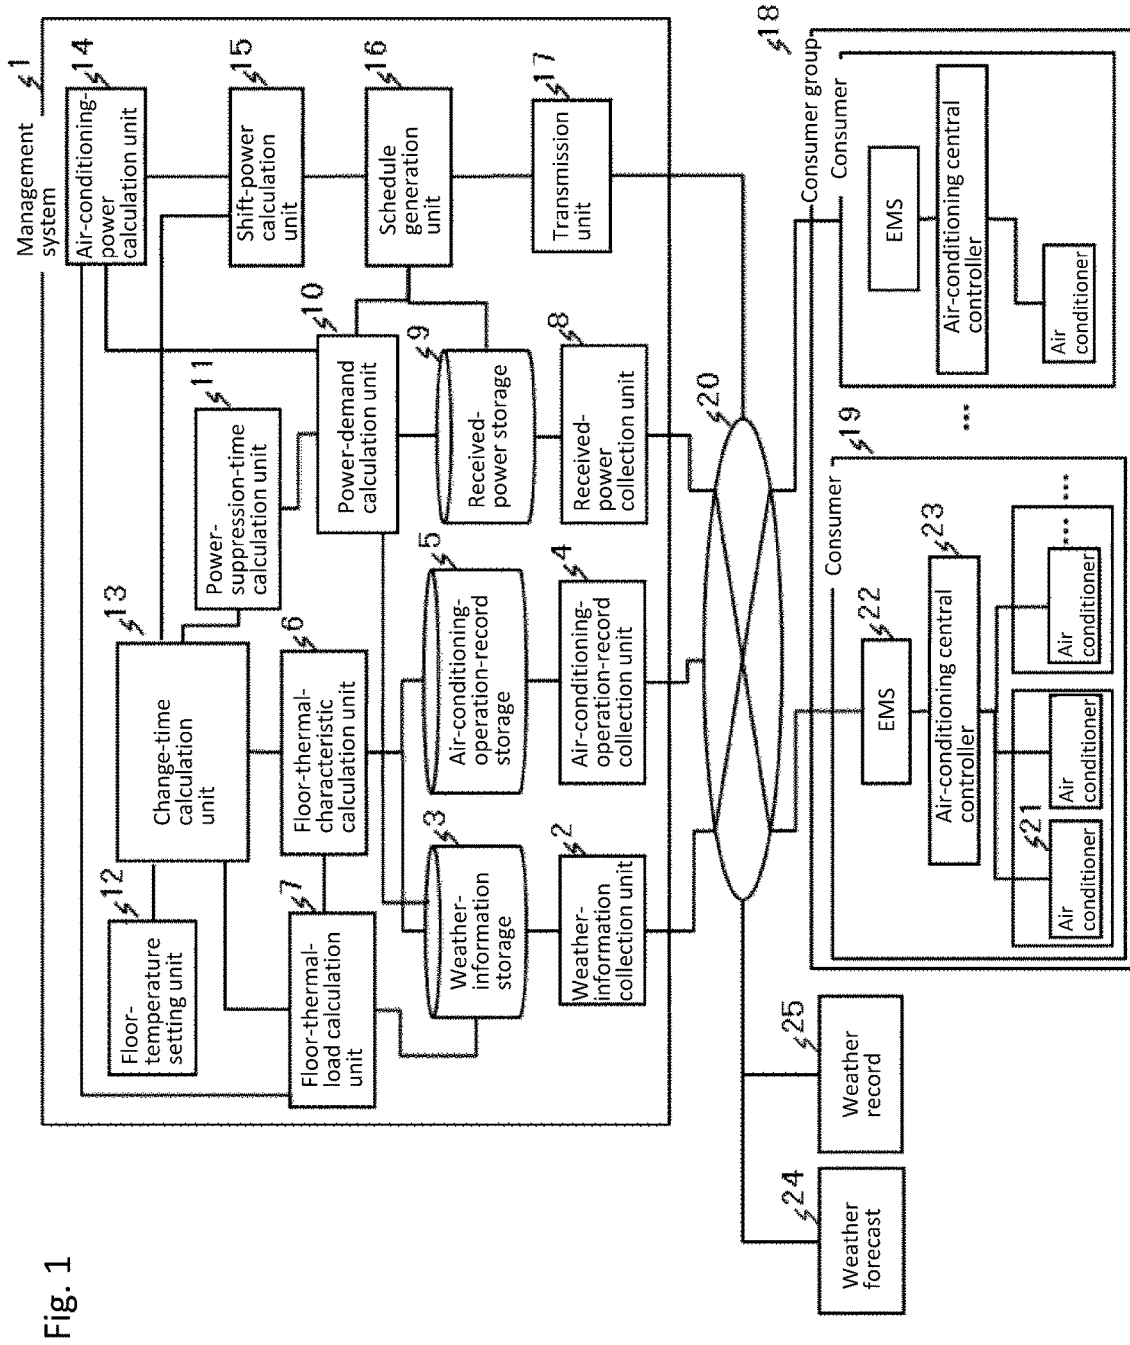 Fig. 1
Management
system
1
Floor-
temperature
setting unit
12
Change-time
calculation
unit
13
Power-
suppression-time
calculation unit
11
Air-conditioning-
power
calculation unit
14
Floor-thermal-
load calculation
unit
7
Floor-thermal-
characteristic
calculation unit
6
Power-demand
calculation unit
10
Shift-power
calculation
unit
15
Weather-
information
storage
3
Air-conditioning-
operation-record
storage
5
Received-
power storage
9
Schedule
generation
unit
16
Weather-
information
collection unit
2
Air-conditioning-
operation-record
collection unit
4
Received-
power
collection unit
8
Transmission
unit
17
20
Weather
forecast
24
Weather
record
25
Consumer group
18
Consumer
19
EMS
22
Air-conditioning central
controller
23
Air
conditioner
21
Air
conditioner
Air
conditioner
...
...
...
Consumer
EMS
Air-conditioning central
controller
Air
conditioner